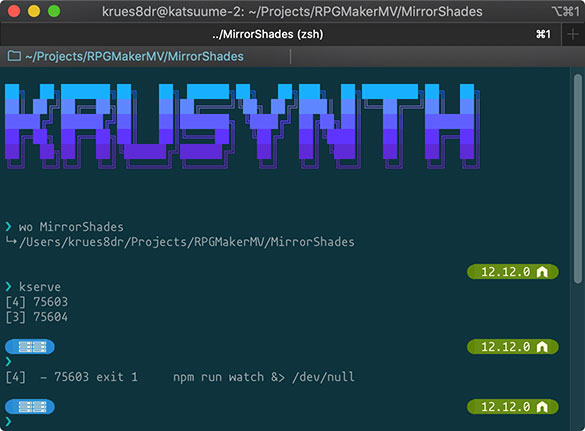 krues8dr@katsuume-2: ~/Projects/RPGMakerMV/MirrorShades ⌥⌘1
../MirrorShades (zsh) ⌘1 +
~/Projects/RPGMakerMV/MirrorShades
KRUSYNTH
❯ wo MirrorShades
↪/Users/krues8dr/Projects/RPGMakerMV/MirrorShades
12.12.0
❯ kserve
[4] 75603
[3] 75604
12.12.0
❯
[4] – 75603 exit 1 npm run watch &> /dev/null
12.12.0
❯